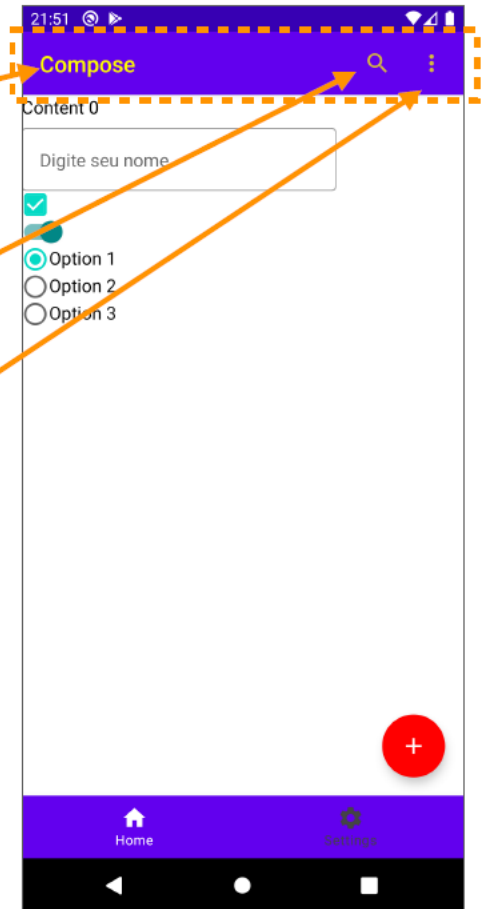 21:51
Compose
Content 0
Digite seu nome
Option 1
Option 2
Option 3
+
Home
Settings